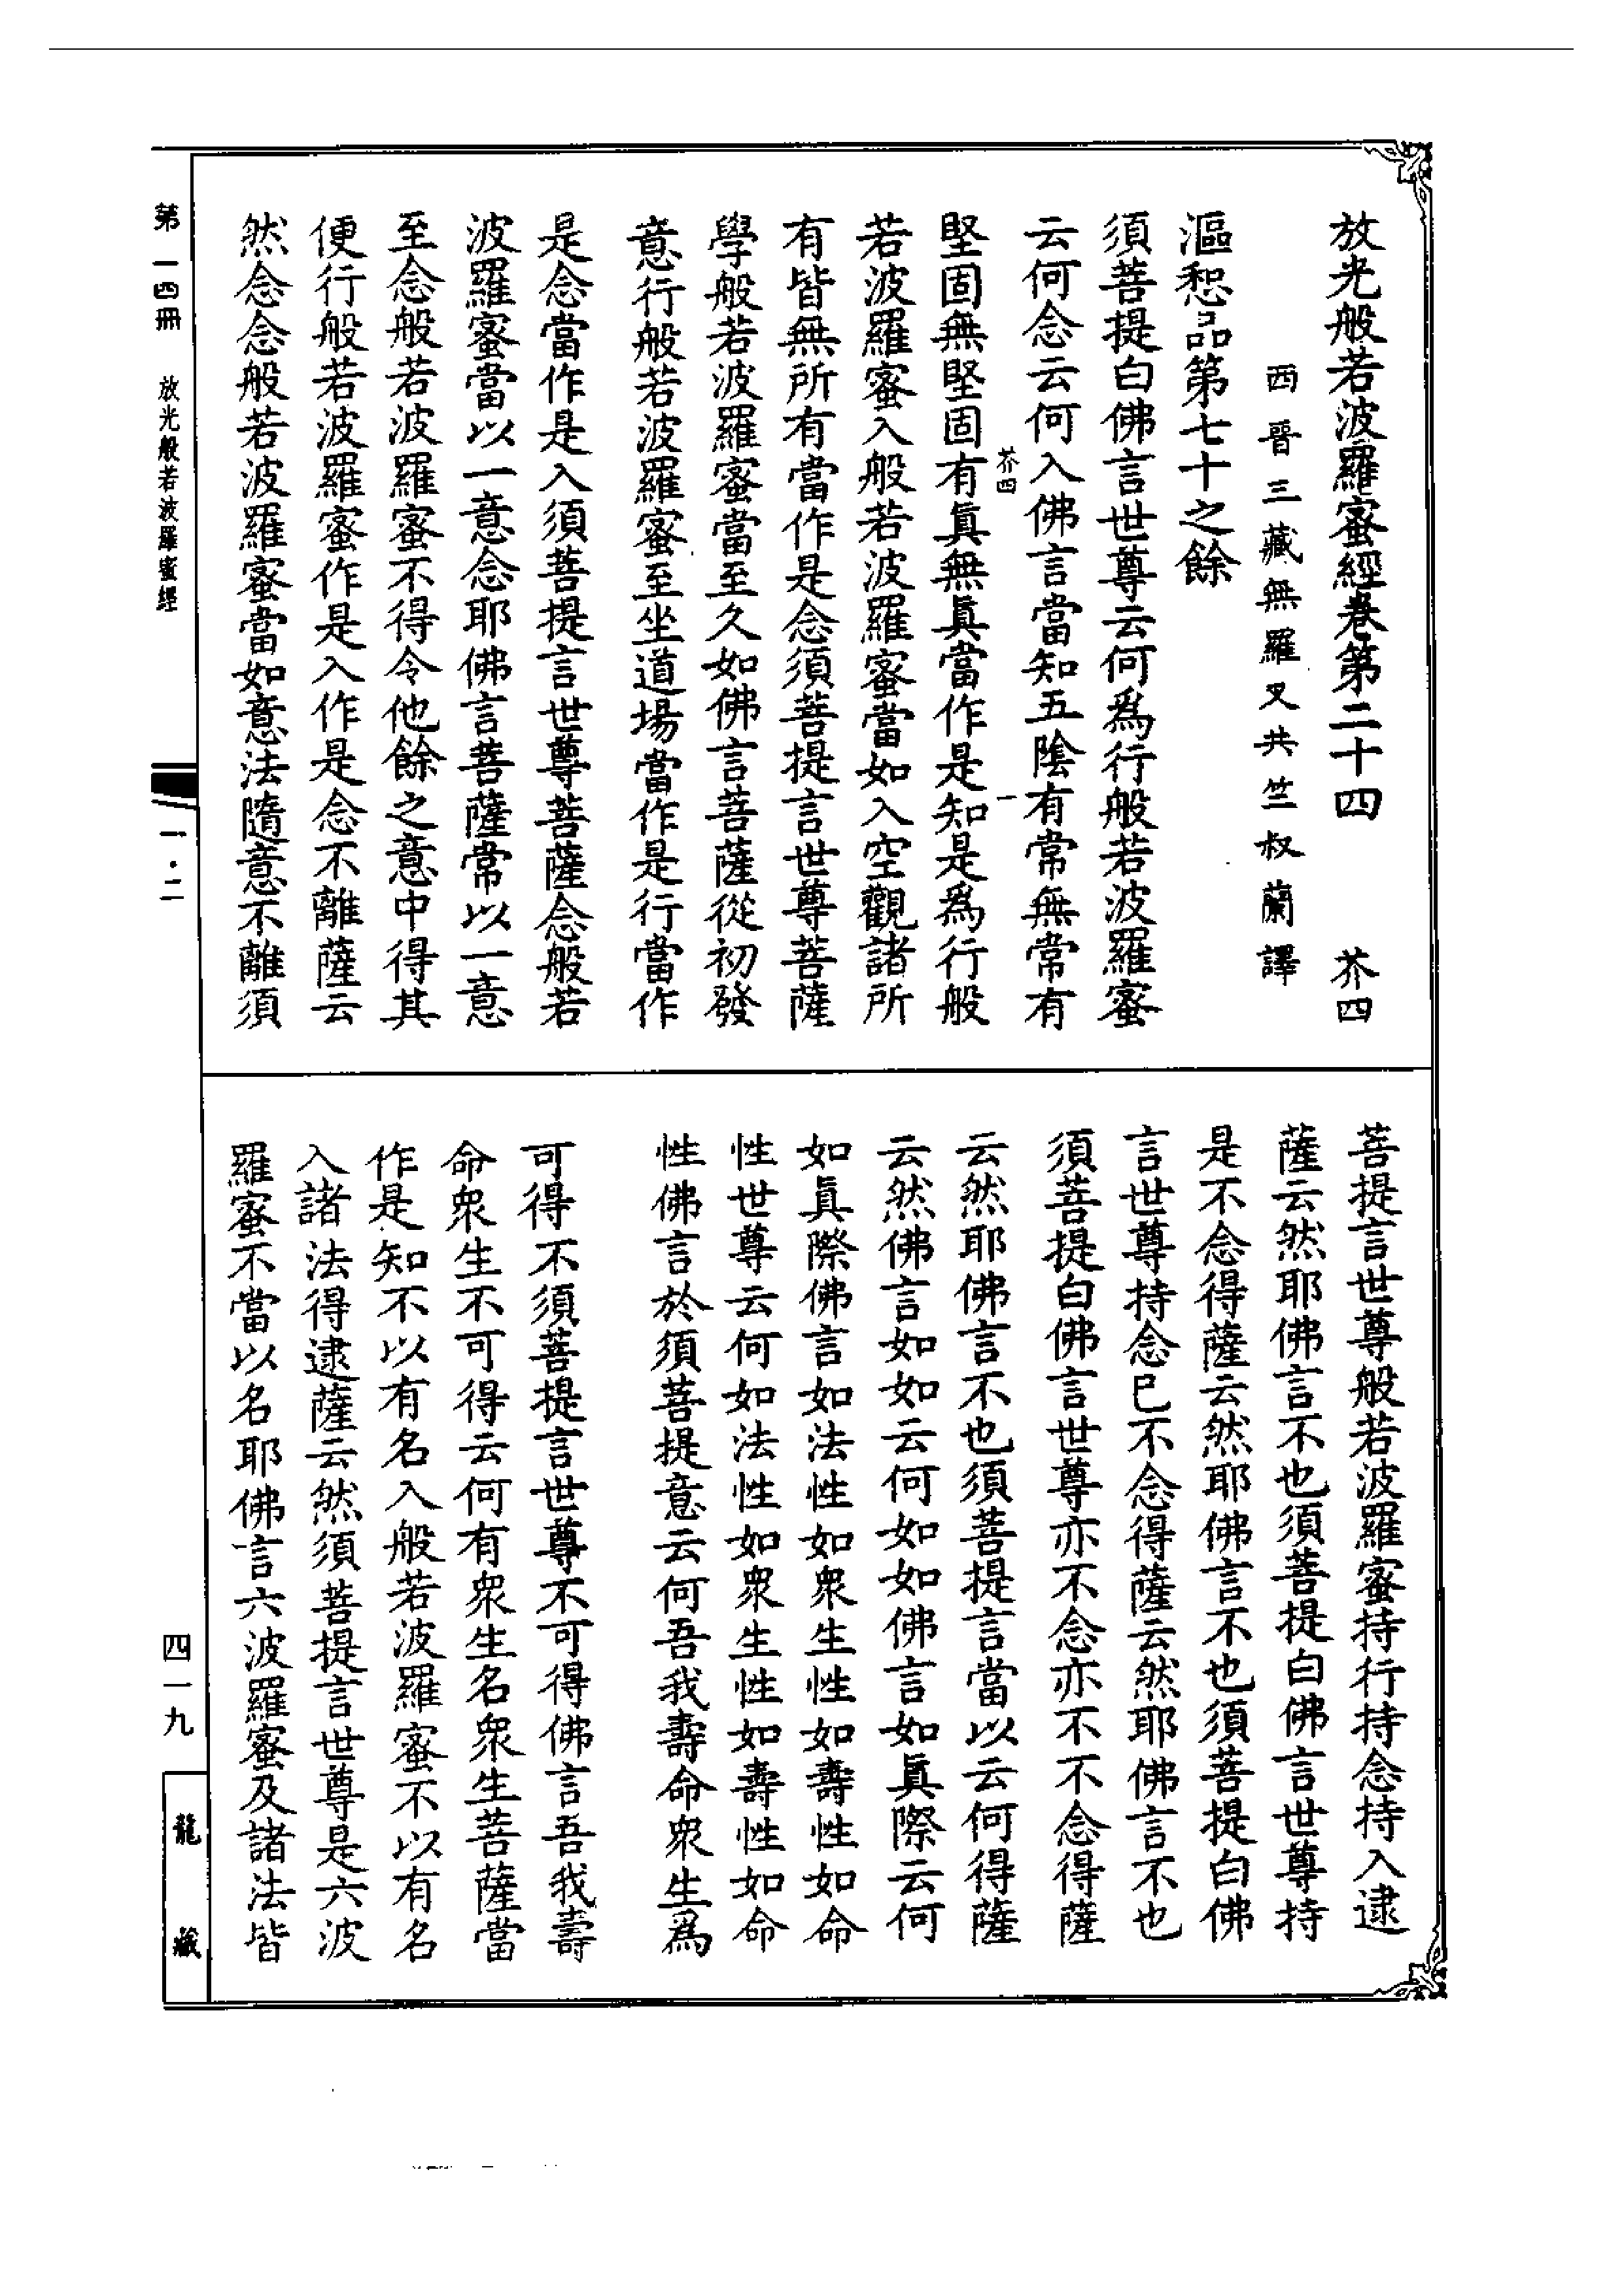 放光般若波羅蜜經卷第二十四　芥四
西晉三藏無羅叉共竺叔蘭譯
漚惒品第七十之餘
須菩提白佛言世尊云何爲行般若波羅蜜
云何念云何入佛言當知五陰有常無常有
芥四　一
堅固無堅固有眞無眞當作是知是爲行般
若波羅蜜入般若波羅蜜當如入空觀諸所
有皆無所有當作是念須菩提言世尊菩薩
學般若波羅蜜當至久如佛言菩薩從初發
意行般若波羅蜜至坐道場當作是行當作
是念當作是入須菩提言世尊菩薩念般若
波羅蜜當以一意念耶佛言菩薩常以一意
至念般若波羅蜜不得令他餘之意中得其
便行般若波羅蜜作是入作是念不離薩云
然念念般若波羅蜜當如意法隨意不離須
菩提言世尊般若波羅蜜持行持念持入逮
薩云然耶佛言不也須菩提白佛言世尊持
是不念得薩云然耶佛言不也須菩提白佛
言世尊持念已不念得薩云然耶佛言不也
須菩提白佛言世尊亦不念亦不不念得薩
云然耶佛言不也須菩提言當以云何得薩
云然佛言如如云何如如佛言如眞際云何
如眞際佛言如法性如衆生性如壽性如命
性世尊云何如法性如衆生性如壽性如命
性佛言於須菩提意云何吾我壽命衆生爲
可得不須菩提言世尊不可得佛言吾我壽
命衆生不可得云何有衆生名衆生菩薩當
作是知不以有名入般若波羅蜜不以有名
入諸法得逮薩云然須菩提言世尊是六波
羅蜜不當以名耶佛言六波羅蜜及諸法皆
第一四冊　放光般若波羅蜜經
一·二
四一九
龍藏